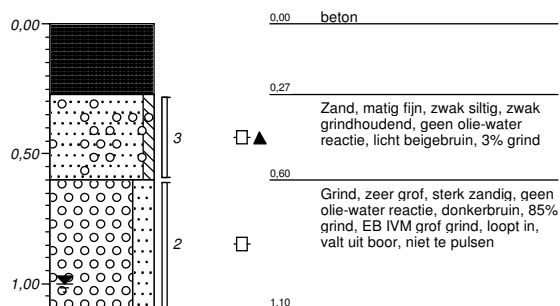 0,00
0,00 beton
0,27
Zand, matig fijn, zwak siltig, zwak
grindhoudend, geen olie-water
reactie, licht beigebruin, 3% grind
3
0,50
0,60
Grind, zeer grof, sterk zandig, geen
olie-water reactie, donkerbruin, 85%
grind, EB IVM grof grind, loopt in,
valt uit boor, niet te pulsen
2
1,00
1,10